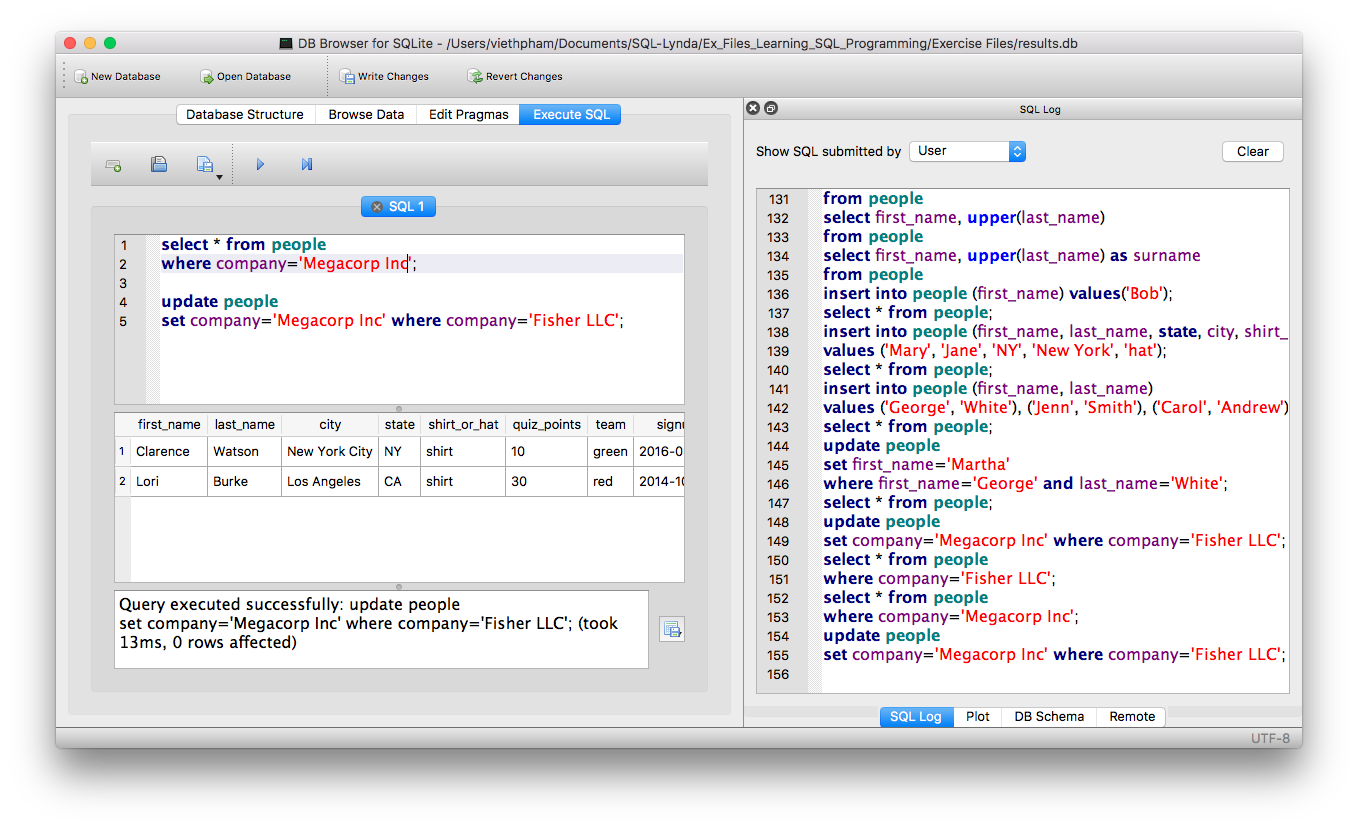 DB Browser for SQLite - /Users/viethpham/Documents/SQL-Lynda/Ex_Files_Learning_SQL_Programming/Exercise Files/results.db
New Database Open Database Write Changes Revert Changes
Database Structure Browse Data Edit Pragmas Execute SQL
SQL 1
1 select * from people
2 where company='Megacorp Inc';
3
4 update people
5 set company='Megacorp Inc' where company='Fisher LLC';
first_name last_name city state shirt_or_hat quiz_points team signu
1 Clarence Watson New York City NY shirt 10 green 2016-0
2 Lori Burke Los Angeles CA shirt 30 red 2014-10
Query executed successfully: update people
set company='Megacorp Inc' where company='Fisher LLC'; (took
13ms, 0 rows affected)
SQL Log
Show SQL submitted by User Clear
131 from people
132 select first_name, upper(last_name)
133 from people
134 select first_name, upper(last_name) as surname
135 from people
136 insert into people (first_name) values('Bob');
137 select * from people;
138 insert into people (first_name, last_name, state, city, shirt_
139 values ('Mary', 'Jane', 'NY', 'New York', 'hat');
140 select * from people;
141 insert into people (first_name, last_name)
142 values ('George', 'White'), ('Jenn', 'Smith'), ('Carol', 'Andrew')
143 select * from people;
144 update people
145 set first_name='Martha'
146 where first_name='George' and last_name='White';
147 select * from people;
148 update people
149 set company='Megacorp Inc' where company='Fisher LLC';
150 select * from people
151 where company='Fisher LLC';
152 select * from people
153 where company='Megacorp Inc';
154 update people
155 set company='Megacorp Inc' where company='Fisher LLC';
156
SQL Log Plot DB Schema Remote
UTF-8